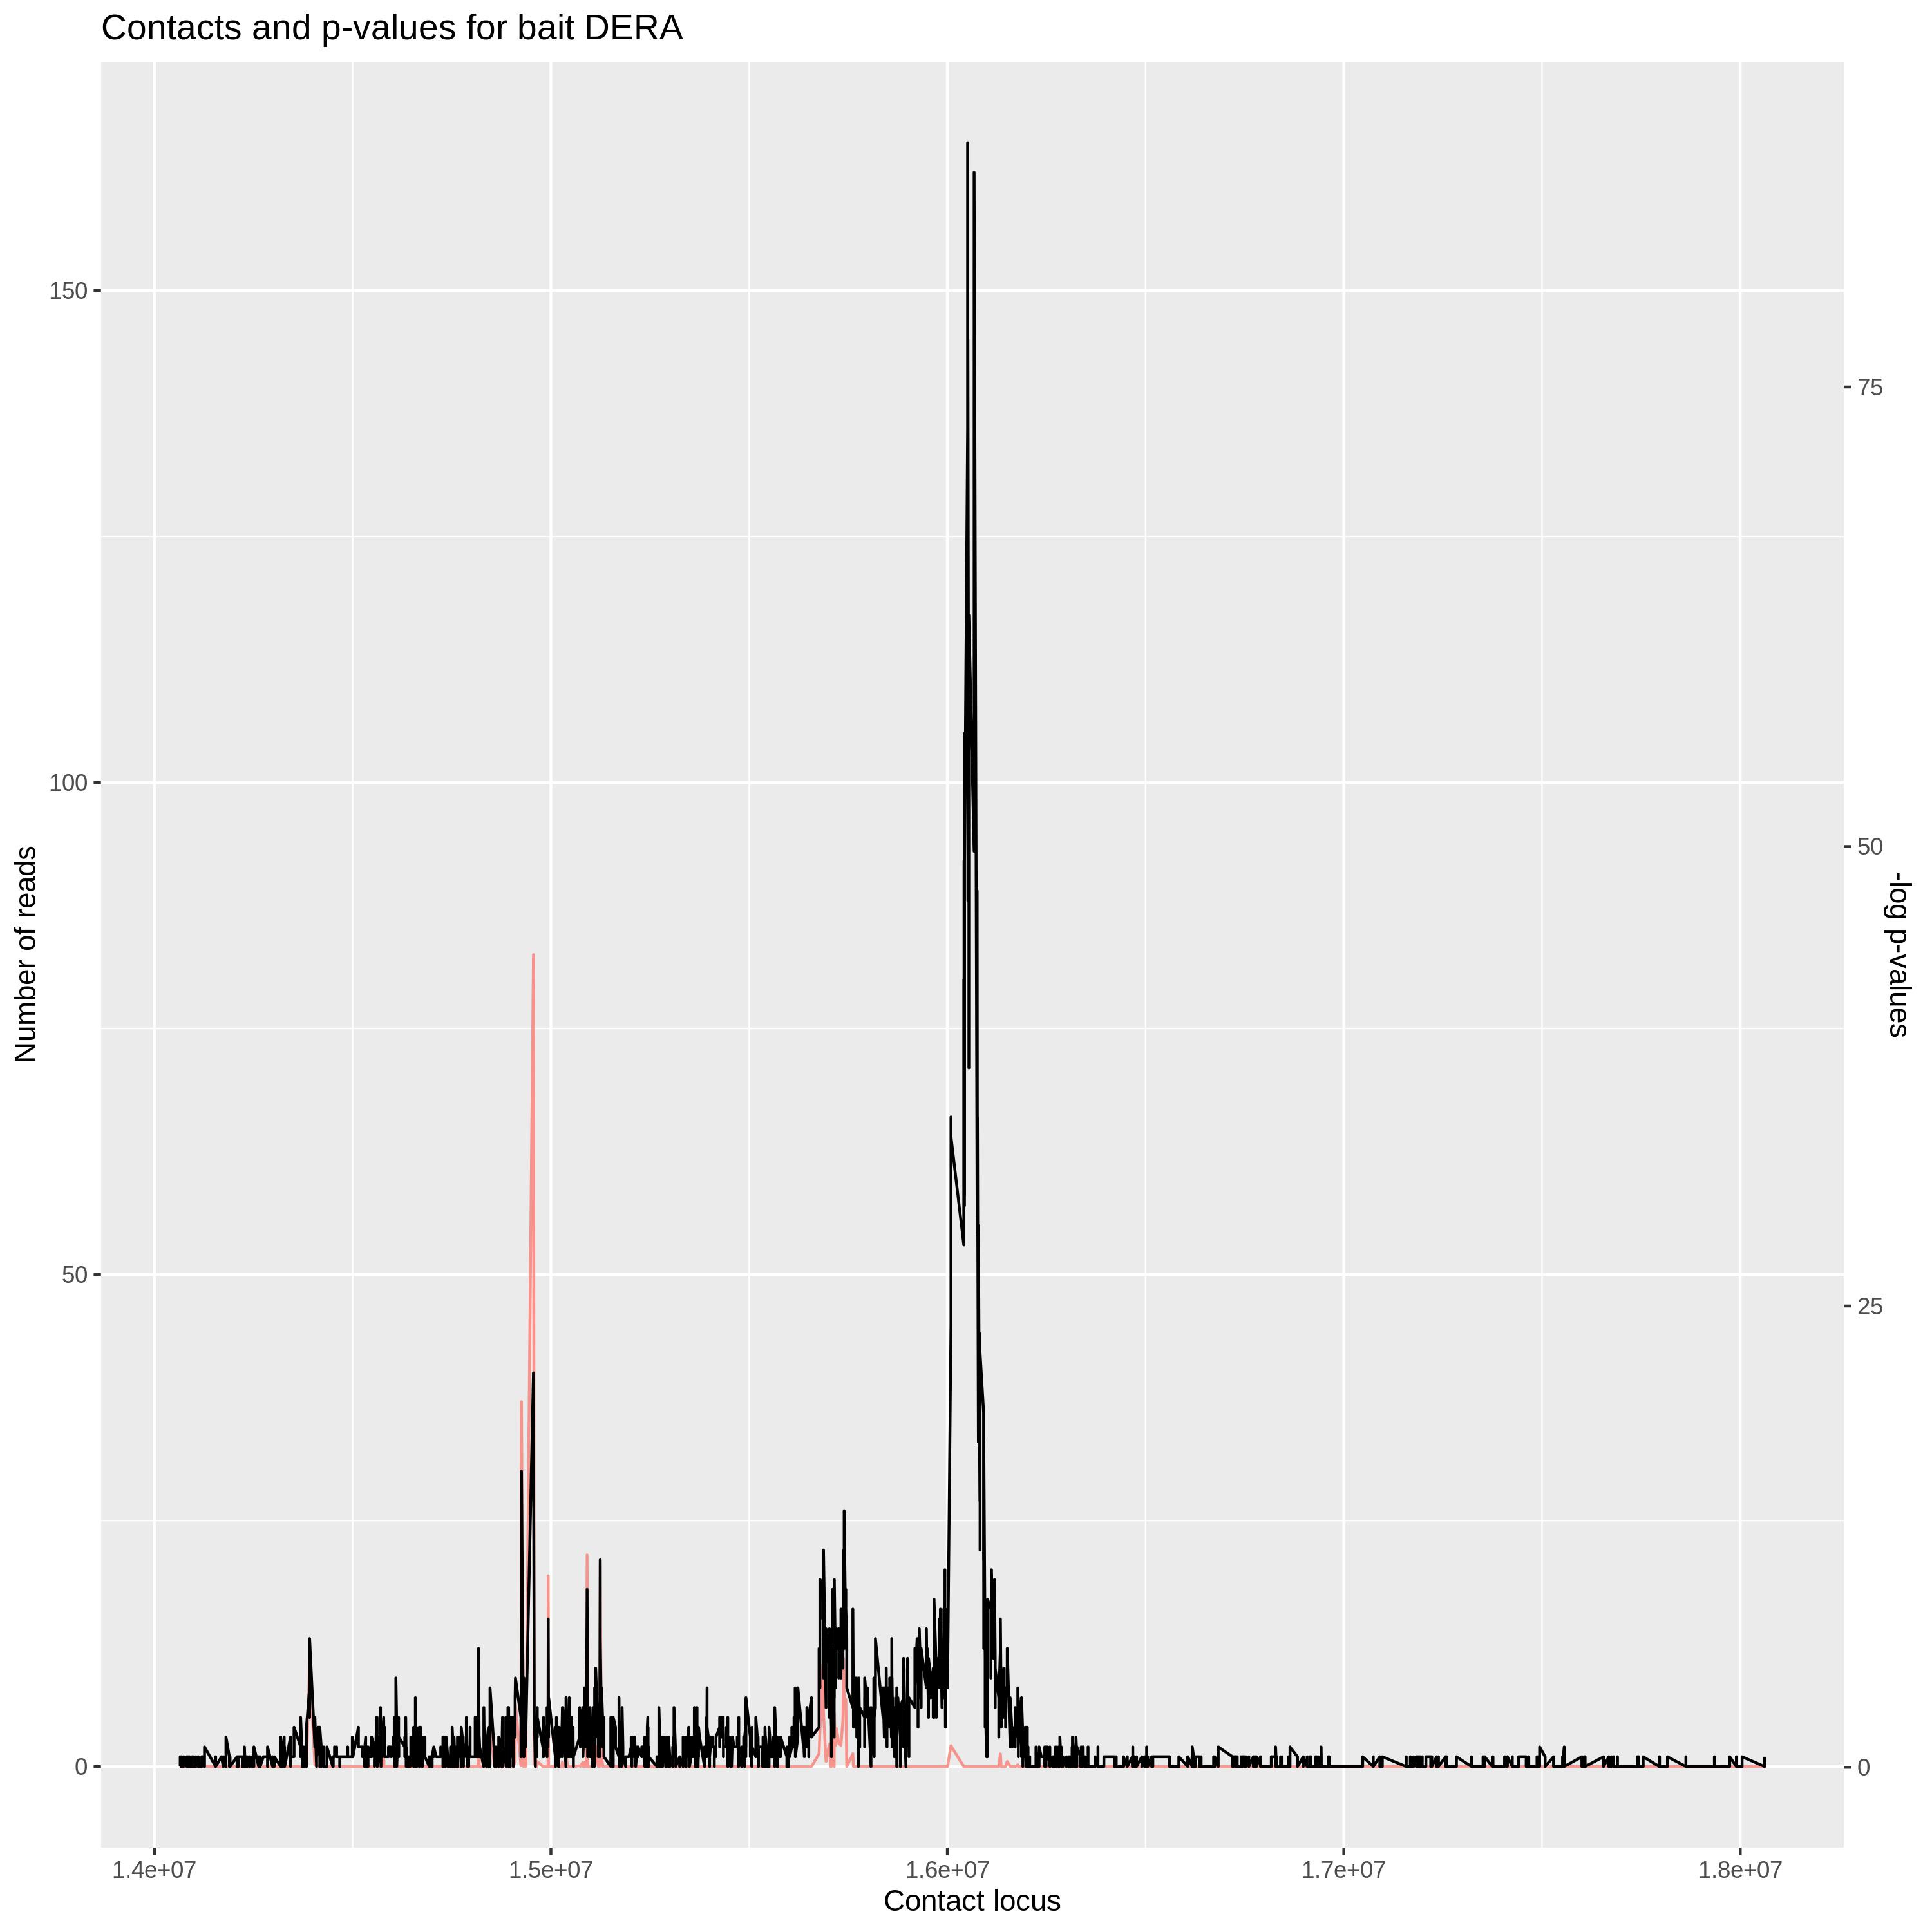 Contacts and p-values for bait DERA
150
100
50
0
Number of reads
75
50
25
0
-log p-values
1.4e+07
1.5e+07
1.6e+07
1.7e+07
1.8e+07
Contact locus